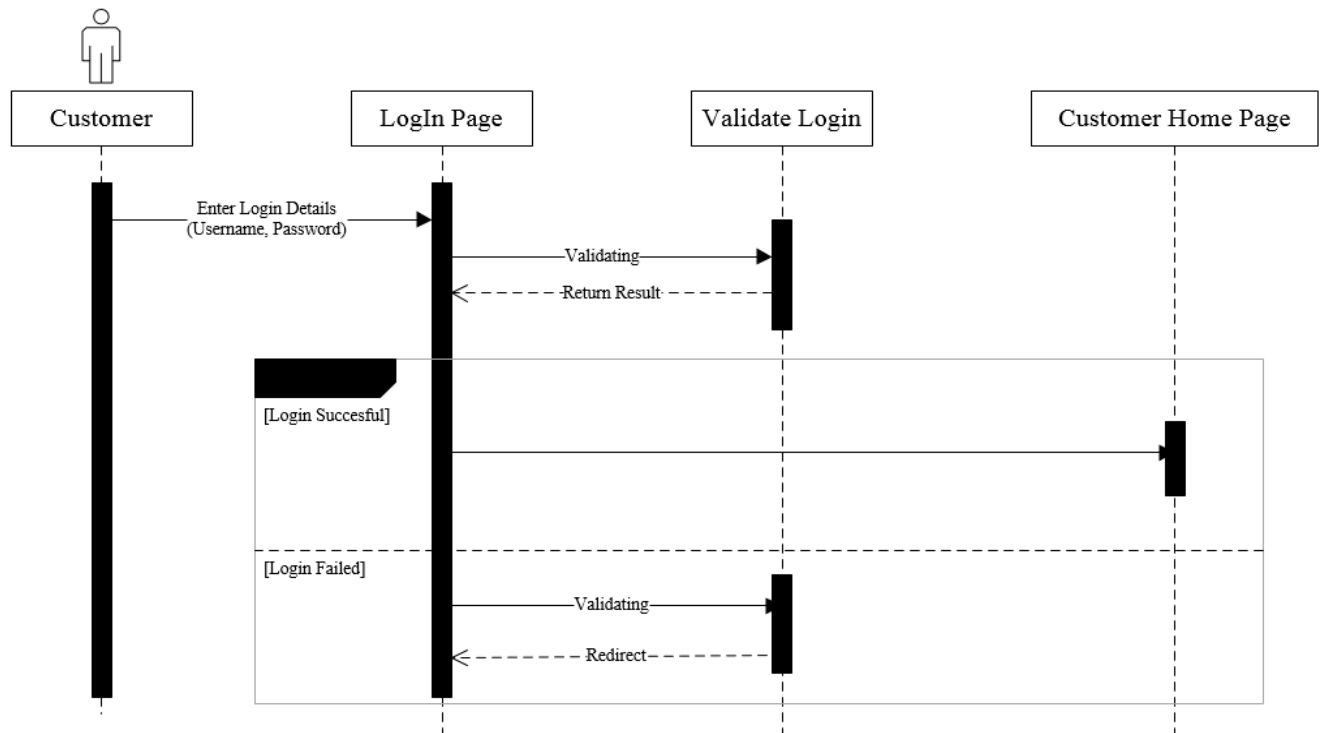 Customer
LogIn Page
Validate Login
Customer Home Page
Enter Login Details
(Username, Password)
Validating
Return Result
[Login Succesful]
[Login Failed]
Validating
Redirect